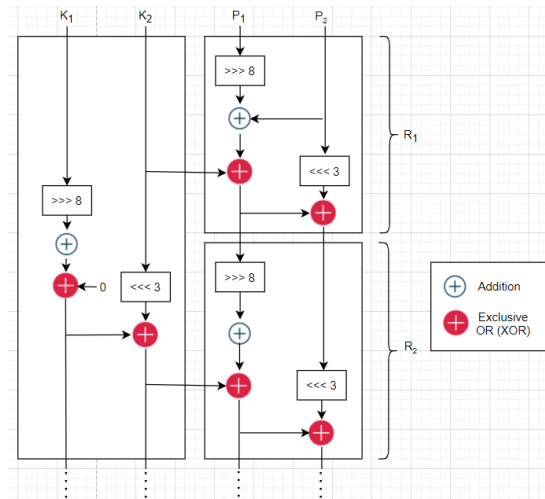 K1 K2 P1 P2
>>> 8
R1
<<< 3
>>> 8
0
<<< 3
>>> 8
Addition
Exclusive
OR (XOR)
R2
<<< 3